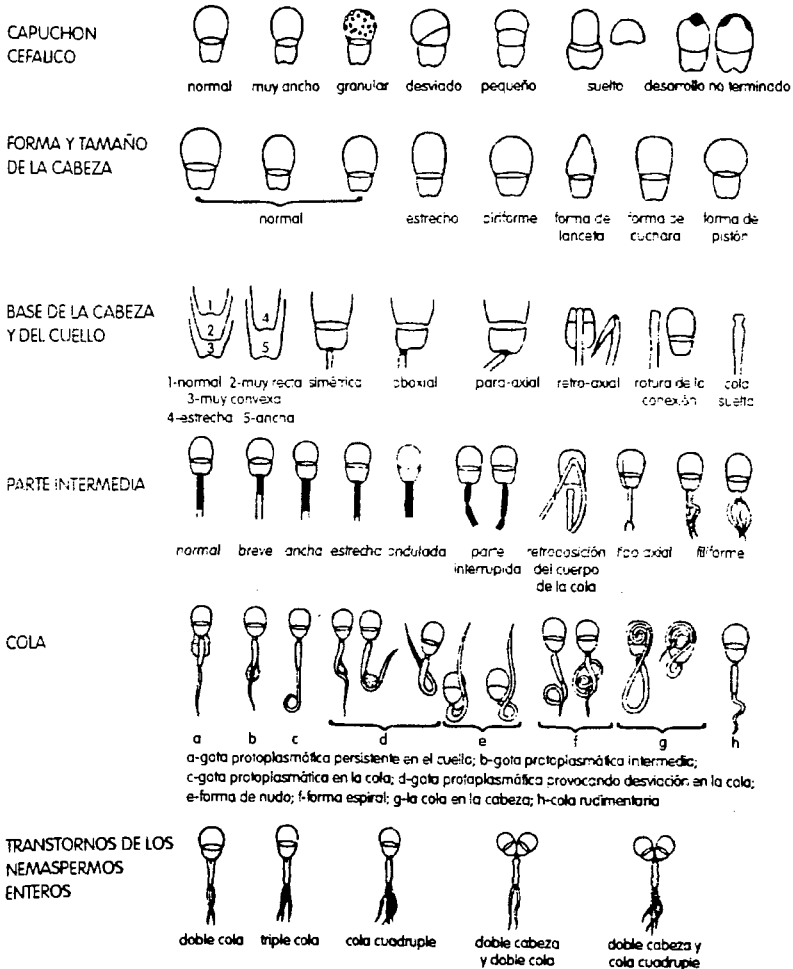 CAPUCHON
CEFALICO
normal muy ancho granular desviado pequeño suelto desarrollo no terminado
FORMA Y TAMAÑO
DE LA CABEZA
normal
estrecho piriforme forma de forma de forma de
lanceta cuchara pistón
BASE DE LA CABEZA
Y DEL CUELLO
1 2 3 4 5
1-normal 2-muy recta simétrica aboxial para-axial retro-axual rotura de la cola
3-muy convexa conexión suelta
4-estrecha 5-ancha
PARTE INTERMEDIA
normal breve ancha estrecha ondulada parte retroposición filiforme
interrupida del cuerpo
de la cola
COLA
a b c d e f g h
a-gota protoplasmática persistente en el cuello; b-gota protoplasmática intermedia;
c-gota protoplasmática en la cola; d-gota protaplasmática provocando desviación en la cola;
e-forma de nudo; f-forma espiral; g-la cola en la cabeza; h-cola rudimentaria
TRANSTORNOS DE LOS
NEMASPERMOS
ENTEROS
doble cola triple cola cola cuadruple doble cabeza doble cabeza y
y doble cola cola cuadruple